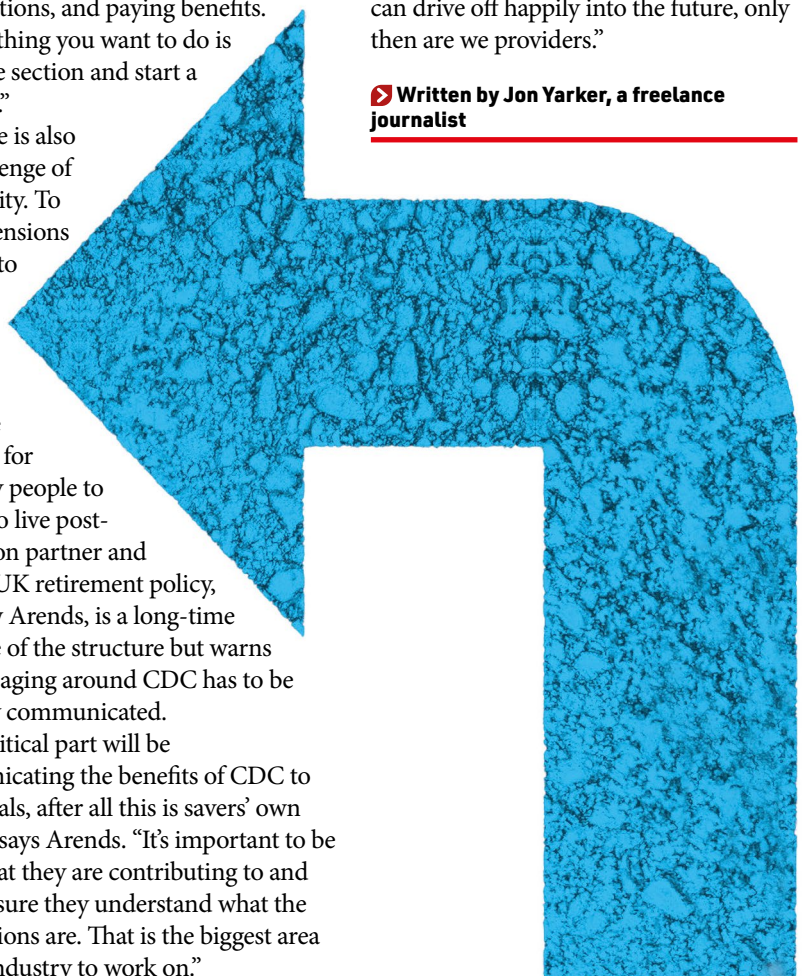 tions, and paying benefits.
thing you want to do is
e section and start a
”
e is also
enge of
ity. To
ensions
to
for
y people to
o live post-
on partner and
UK retirement policy,
y Arends, is a long-time
e of the structure but warns
aging around CDC has to be
y communicated.
itical part will be
nicating the benefits of CDC to
als, after all this is savers’ own
says Arends. “It’s important to be
at they are contributing to and
sure they understand what the
ions are. That is the biggest area
ndustry to work on.”
can drive off happily into the future, only
then are we providers.”
Written by Jon Yarker, a freelance
journalist